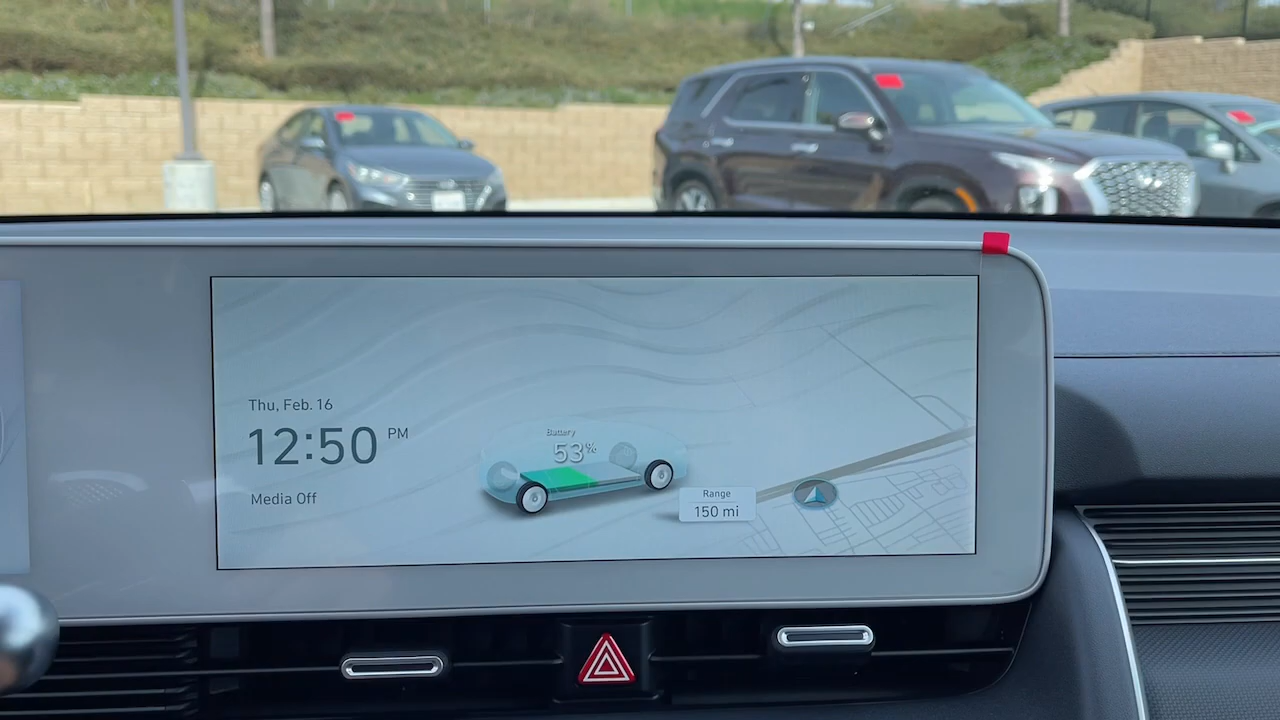 Thu, Feb. 16
12:50 PM
Media Off
Battery
53%
Range
150 mi